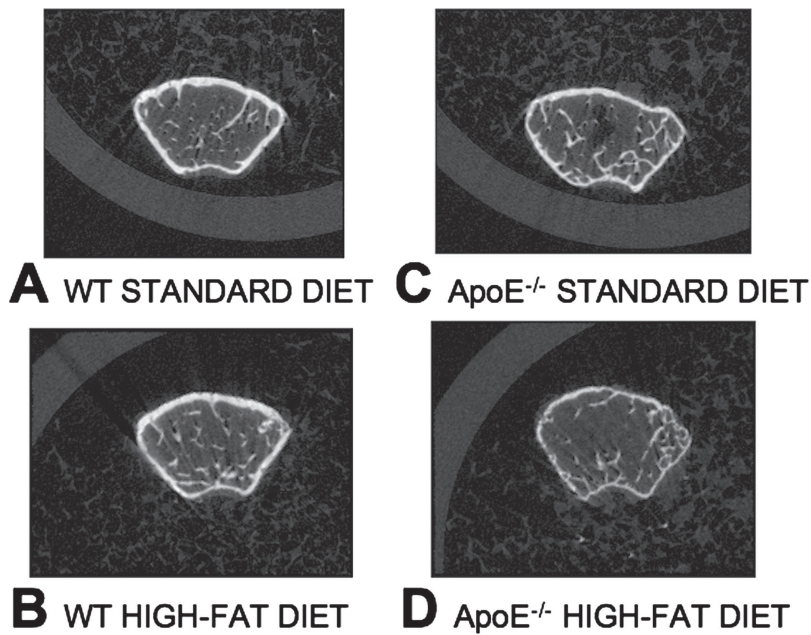 A WT STANDARD DIET
C ApoE-/- STANDARD DIET
B WT HIGH-FAT DIET
D ApoE-/- HIGH-FAT DIET